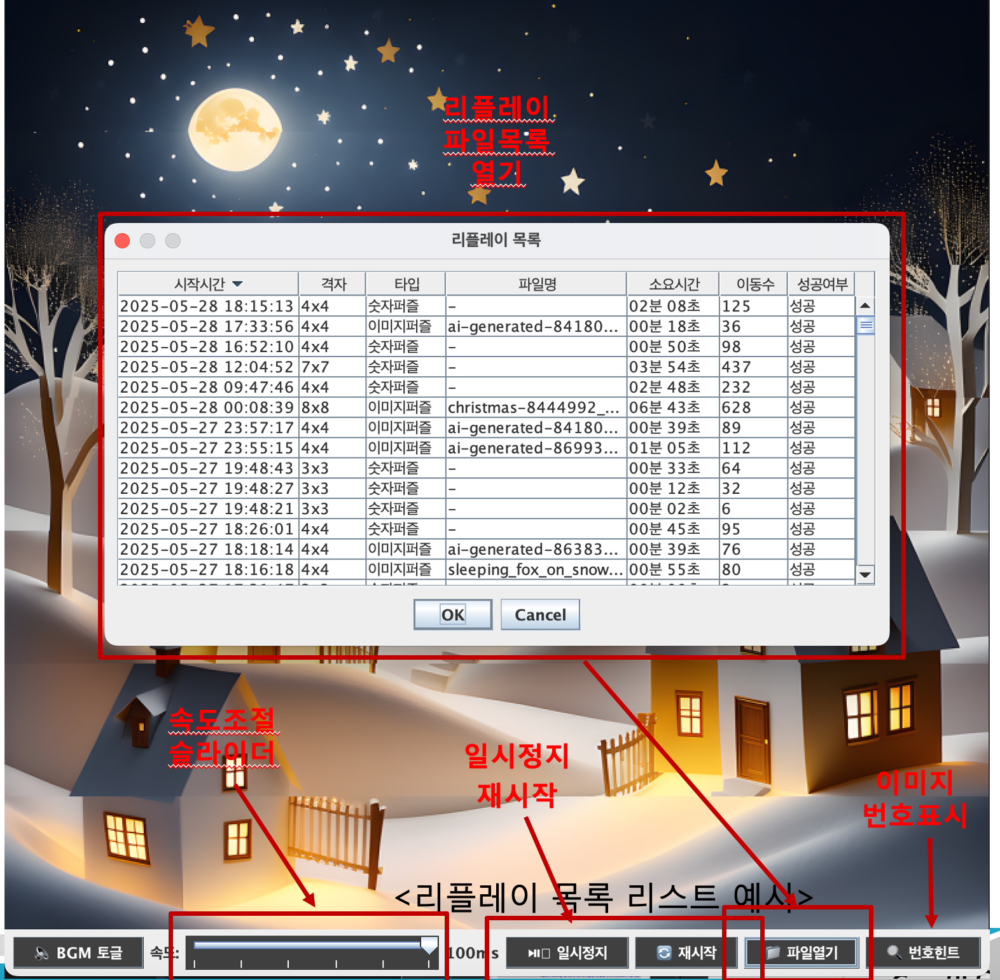 리플레이
파일목록
열기
리플레이 목록
시작시간 격자 타입 파일명 소요시간 이동수 성공여부
2025-05-28 18:15:13 4x4 숫자퍼즐 - 02분 08초 125 성공
2025-05-28 17:33:56 4x4 이미지퍼즐 ai-generated-84180... 00분 18초 36 성공
2025-05-28 16:52:10 4x4 숫자퍼즐 - 00분 50초 98 성공
2025-05-28 12:04:52 7x7 숫자퍼즐 - 03분 54초 437 성공
2025-05-28 09:47:46 4x4 숫자퍼즐 - 02분 48초 232 성공
2025-05-28 00:08:39 8x8 이미지퍼즐 christmas-8444992_... 06분 43초 628 성공
2025-05-27 23:57:17 4x4 이미지퍼즐 ai-generated-84180... 00분 39초 89 성공
2025-05-27 23:55:15 4x4 이미지퍼즐 ai-generated-86993... 01분 05초 112 성공
2025-05-27 19:48:43 3x3 숫자퍼즐 - 00분 33초 64 성공
2025-05-27 19:48:27 3x3 숫자퍼즐 - 00분 12초 32 성공
2025-05-27 19:48:21 3x3 숫자퍼즐 - 00분 02초 6 성공
2025-05-27 18:26:01 4x4 숫자퍼즐 - 00분 45초 95 성공
2025-05-27 18:18:14 4x4 이미지퍼즐 ai-generated-86383... 00분 39초 76 성공
2025-05-27 18:16:18 4x4 이미지퍼즐 sleeping_fox_on_snow... 00분 55초 80 성공
OK Cancel
속도조절
슬라이더
일시정지
재시작
이미지
번호표시
<리플레이 목록 리스트 예시>
BGM 토글 속도: 100ms 일시정지 재시작 파일열기 번호힌트